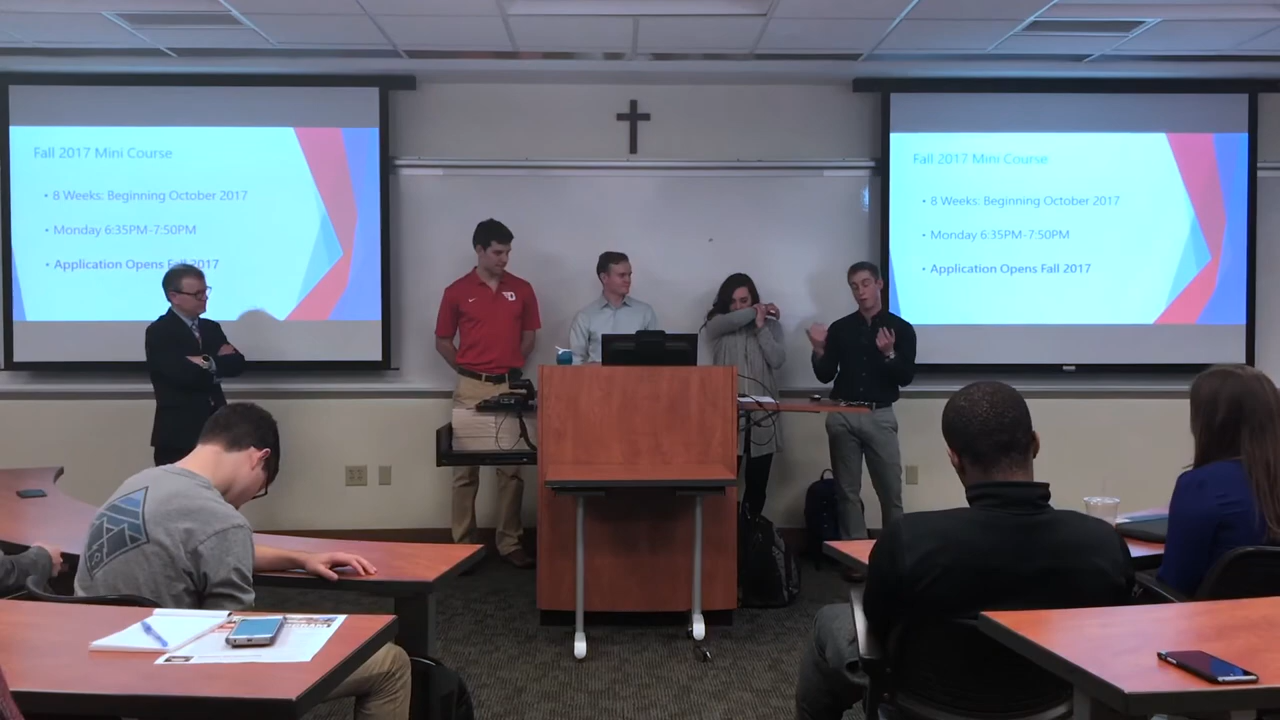 Fall 2017 Mini Course
• 8 Weeks: Beginning October 2017
• Monday 6:35PM-7:50PM
• Application Opens Fall 2017
Fall 2017 Mini Course
• 8 Weeks: Beginning October 2017
• Monday 6:35PM-7:50PM
• Application Opens Fall 2017